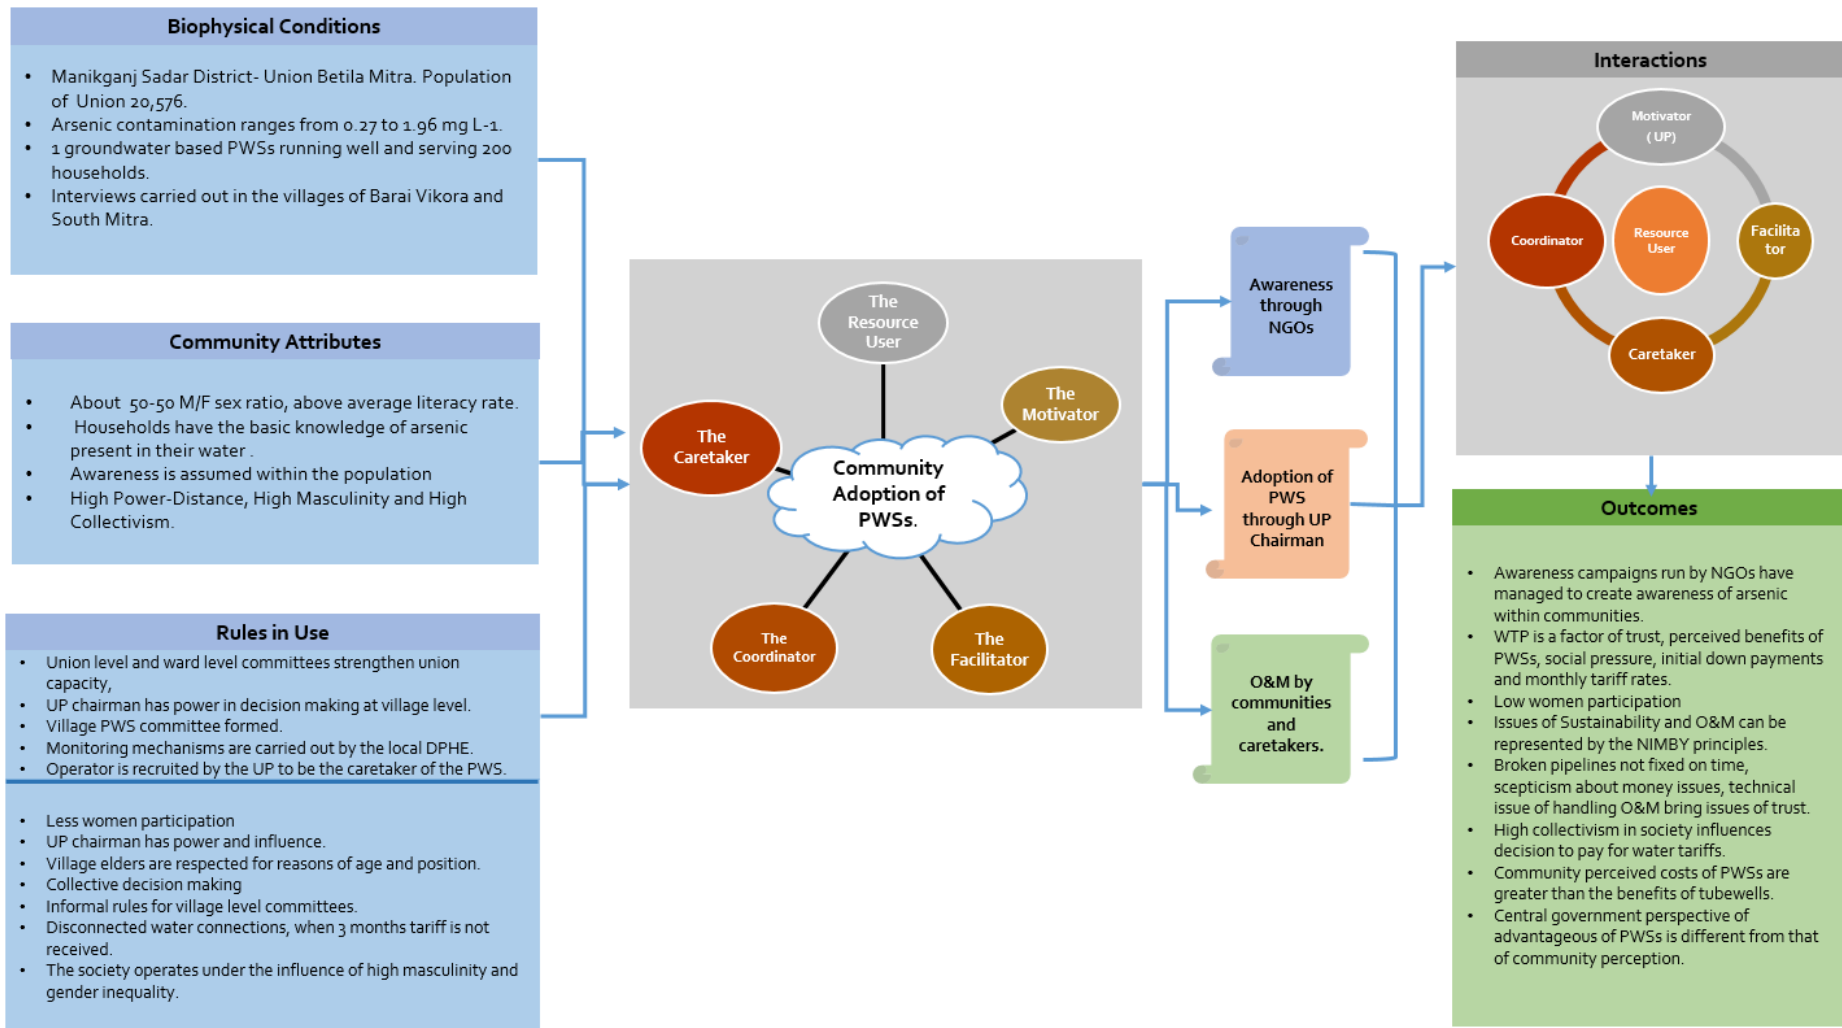 Biophysical Conditions
• Manikganj Sadar District- Union Betila Mitra. Population
of Union 20,576.
• Arsenic contamination ranges from 0.27 to 1.96 mg L-1.
• 1 groundwater based PWSs running well and serving 200
households.
• Interviews carried out in the villages of Barai Vikora and
South Mitra.
Community Attributes
• About 50-50 M/F sex ratio, above average literacy rate.
• Households have the basic knowledge of arsenic
present in their water .
• Awareness is assumed within the population
• High Power-Distance, High Masculinity and High
Collectivism.
Rules in Use
• Union level and ward level committees strengthen union
capacity,
• UP chairman has power in decision making at village level.
• Village PWS committee formed.
• Monitoring mechanisms are carried out by the local DPHE.
• Operator is recruited by the UP to be the caretaker of the PWS.
• Less women participation
• UP chairman has power and influence.
• Village elders are respected for reasons of age and position.
• Collective decision making
• Informal rules for village level committees.
• Disconnected water connections, when 3 months tariff is not
received.
• The society operates under the influence of high masculinity and
gender inequality.
The
Resource
User
The
Motivator
The
Caretaker
Community
Adoption of
PWSs.
The
Coordinator
The
Facilitator
Awareness
through
NGOs
Adoption of
PWS
through UP
Chairman
O&M by
communities
and
caretakers.
Interactions
Motivator
( UP)
Coordinator
Resource
User
Facilita
tor
Caretaker
Outcomes
• Awareness campaigns run by NGOs have
managed to create awareness of arsenic
within communities.
• WTP is a factor of trust, perceived benefits of
PWSs, social pressure, initial down payments
and monthly tariff rates.
• Low women participation
• Issues of Sustainability and O&M can be
represented by the NIMBY principles.
• Broken pipelines not fixed on time,
scepticism about money issues, technical
issue of handling O&M bring issues of trust.
• High collectivism in society influences
decision to pay for water tariffs.
• Community perceived costs of PWSs are
greater than the benefits of tubewells.
• Central government perspective of
advantageous of PWSs is different from that
of community perception.